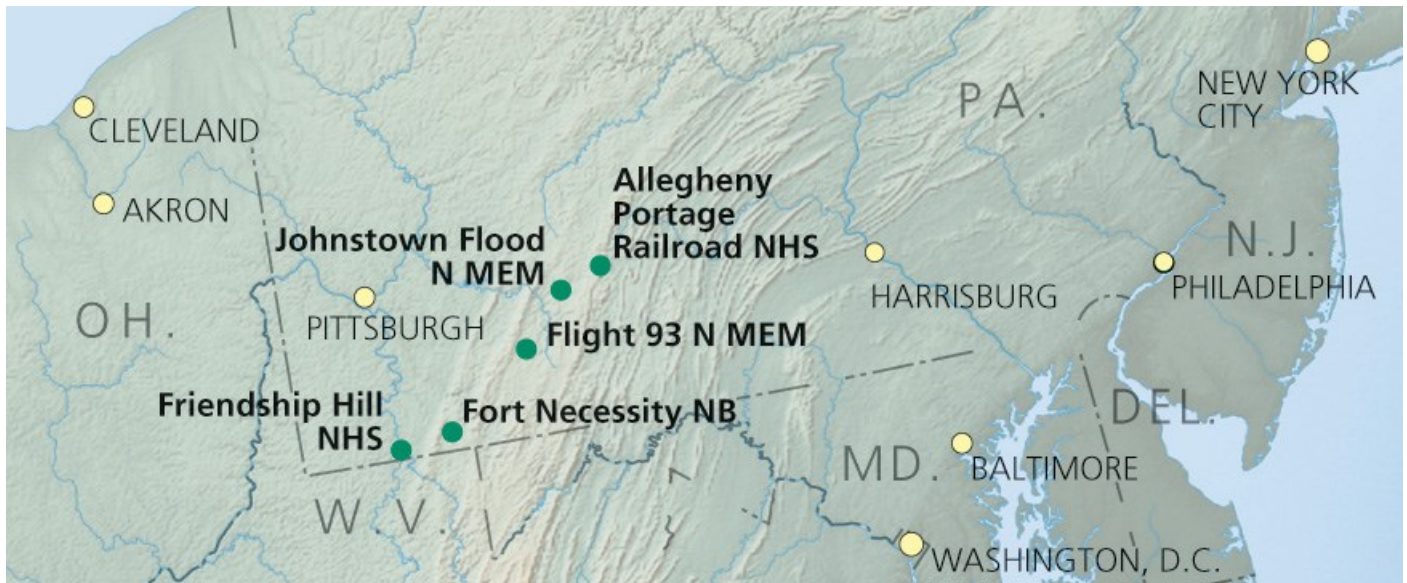 NEW YORK
CITY
PA.
CLEVELAND
AKRON
Allegheny
Portage
Railroad NHS
Johnstown Flood
N MEM
N.J.
HARRISBURG
PHILADELPHIA
OH.
PITTSBURGH
Flight 93 N MEM
Friendship Hill
NHS
Fort Necessity NB
DEL.
MD.
BALTIMORE
W.V.
WASHINGTON, D.C.